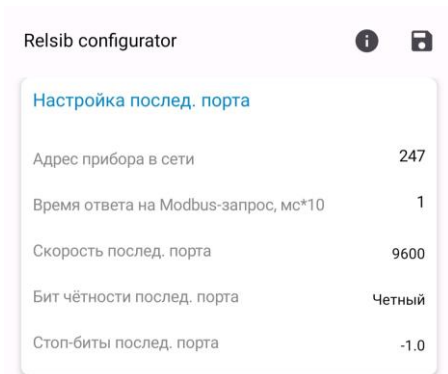 Relsib configurator
Настройка послед. порта
Адрес прибора в сети 247
Время ответа на Modbus-запрос, мс*10 1
Скорость послед. порта 9600
Бит чётности послед. порта Четный
Стоп-биты послед. порта -1.0